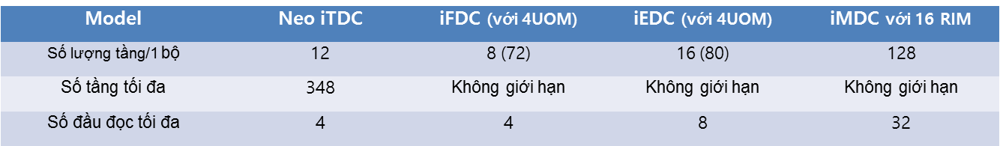 Model Neo iTDC iFDC (với 4UOM) iEDC (với 4UOM) iMDC với 16 RIM
Số lượng tầng/1 bộ 12 8 (72) 16 (80) 128
Số tầng tối đa 348 Không giới hạn Không giới hạn Không giới hạn
Số đầu đọc tối đa 4 4 8 32